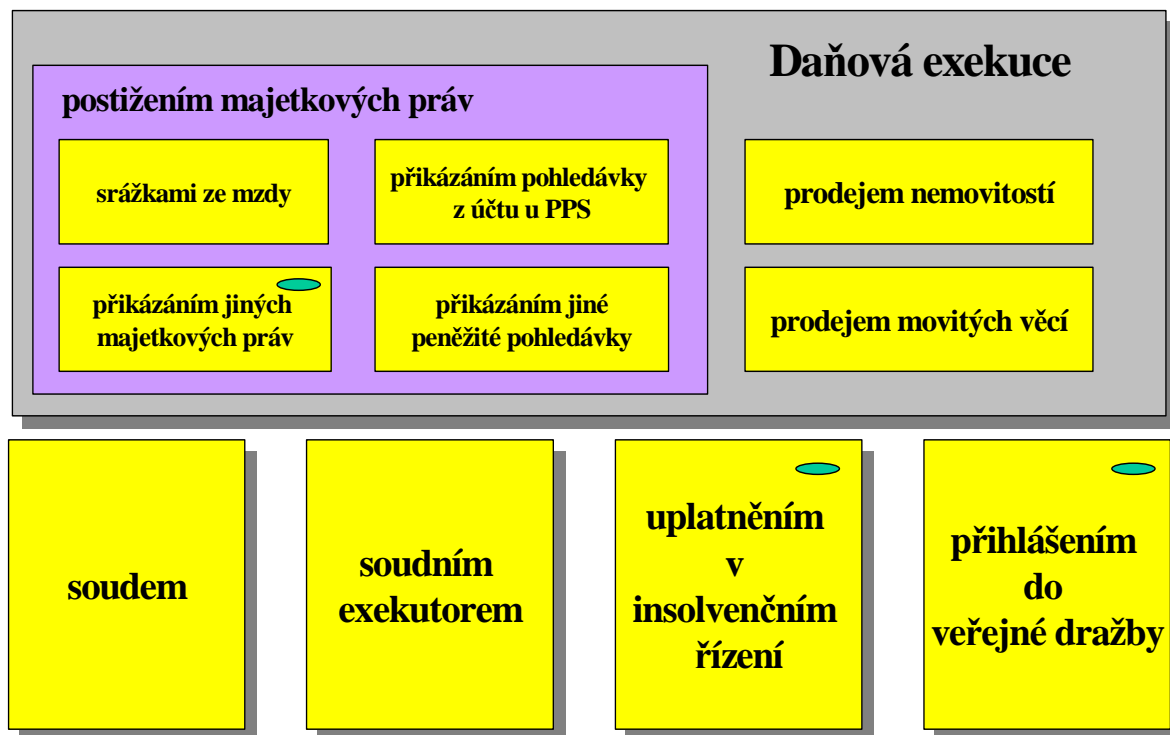 Daňová exekuce
postižením majetkových práv
srážkami ze mzdy
přikázáním pohledávky
z účtu u PPS
prodejem nemovitostí
přikázáním jiných
majetkových práv
přikázáním jiné
peněžité pohledávky
prodejem movitých věcí
soudem
soudním
exekutorem
uplatněním
v
insolvenčním
řízení
přihlášením
do
veřejné dražby